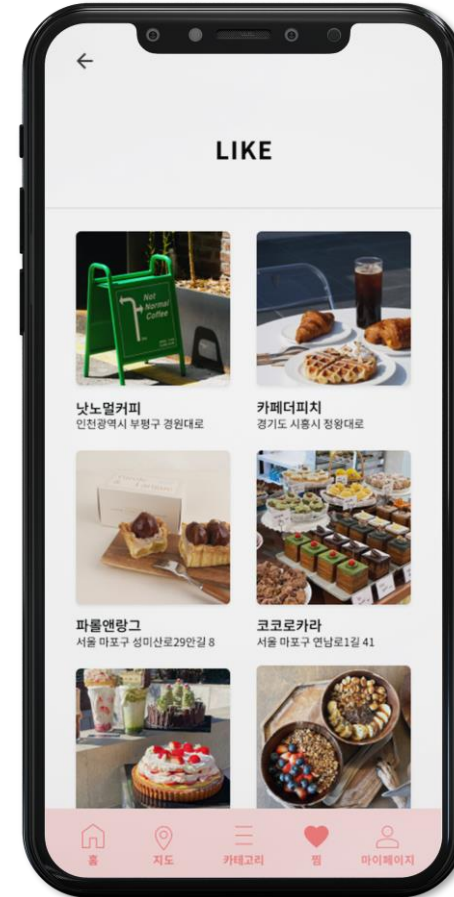 LIKE
Not
Normal
Coffee
낫노멀커피
인천광역시 부평구 경원대로
카페더피치
경기도 시흥시 정왕대로
파롤앤랑그
서울 마포구 성미산로29안길 8
코코로카라
서울 마포구 연남로1길 41
홈
지도
카테고리
찜
마이페이지